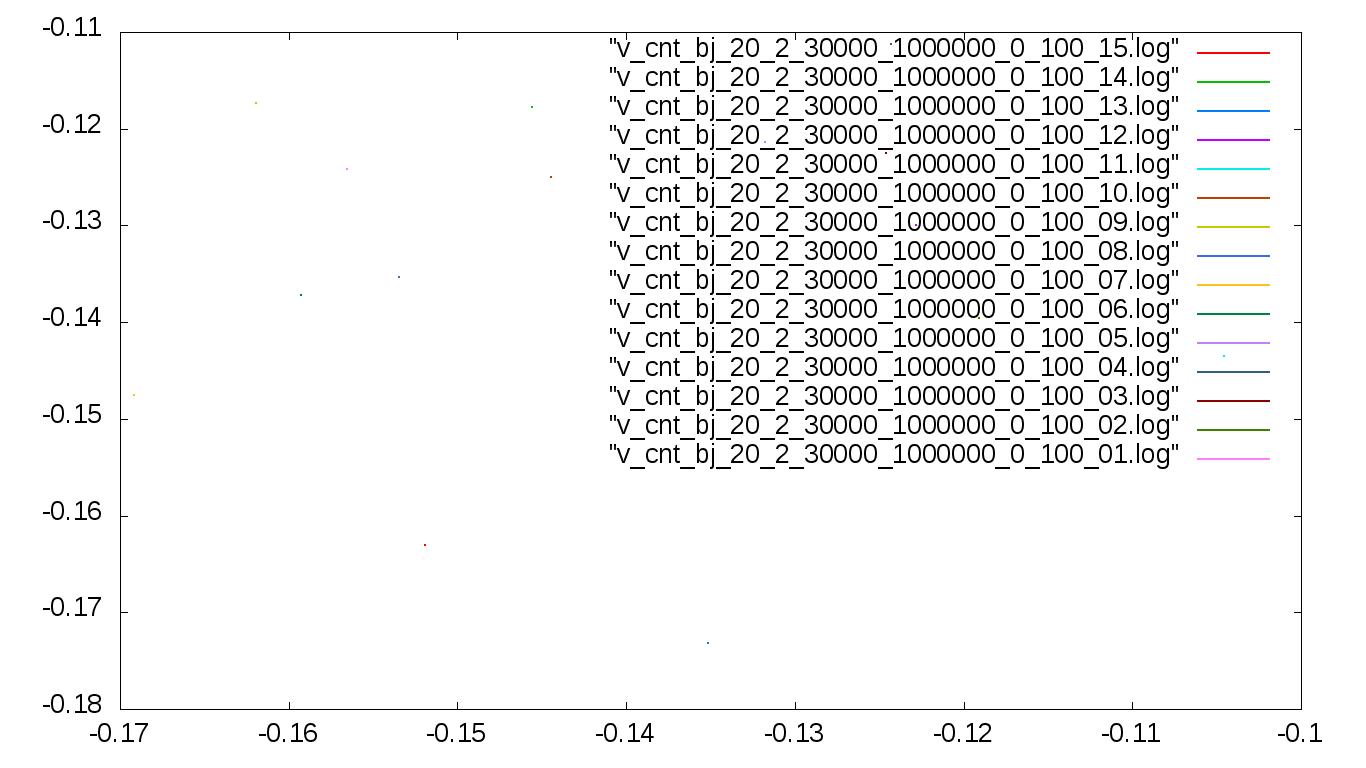 -0.11
"v_cnt_bj_20_2_30000_1000000_0_100_15.log"
"v_cnt_bj_20_2_30000_1000000_0_100_14.log"
"v_cnt_bj_20_2_30000_1000000_0_100_13.log"
-0.12
"v_cnt_bj_20_2_30000_1000000_0_100_12.log"
"v_cnt_bj_20_2_30000_1000000_0_100_11.log"
"v_cnt_bj_20_2_30000_1000000_0_100_10.log"
-0.13
"v_cnt_bj_20_2_30000_1000000_0_100_09.log"
"v_cnt_bj_20_2_30000_1000000_0_100_08.log"
"v_cnt_bj_20_2_30000_1000000_0_100_07.log"
-0.14
"v_cnt_bj_20_2_30000_1000000_0_100_06.log"
"v_cnt_bj_20_2_30000_1000000_0_100_05.log"
"v_cnt_bj_20_2_30000_1000000_0_100_04.log"
"v_cnt_bj_20_2_30000_1000000_0_100_03.log"
-0.15
"v_cnt_bj_20_2_30000_1000000_0_100_02.log"
"v_cnt_bj_20_2_30000_1000000_0_100_01.log"
-0.16
-0.17
-0.18
-0.17 -0.16 -0.15 -0.14 -0.13 -0.12 -0.11 -0.1